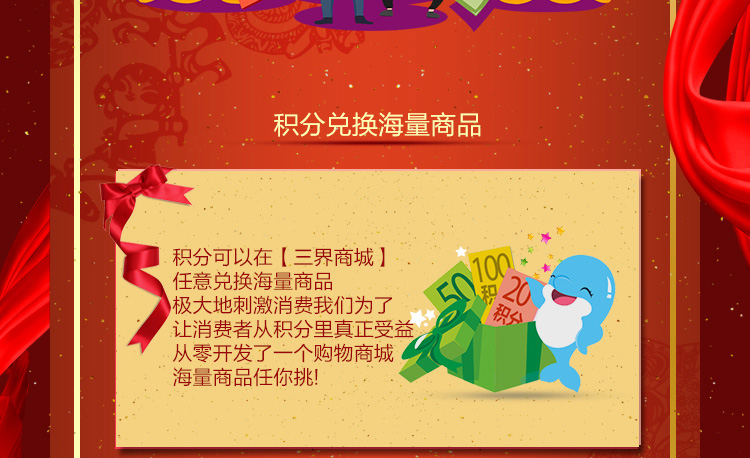 积分兑换海量商品
积分可以在【三界商城】
任意兑换海量商品
极大地刺激消费我们为了
让消费者从积分里真正受益
从零开发了一个购物商城
海量商品任你挑!
50
100
积
20
积分